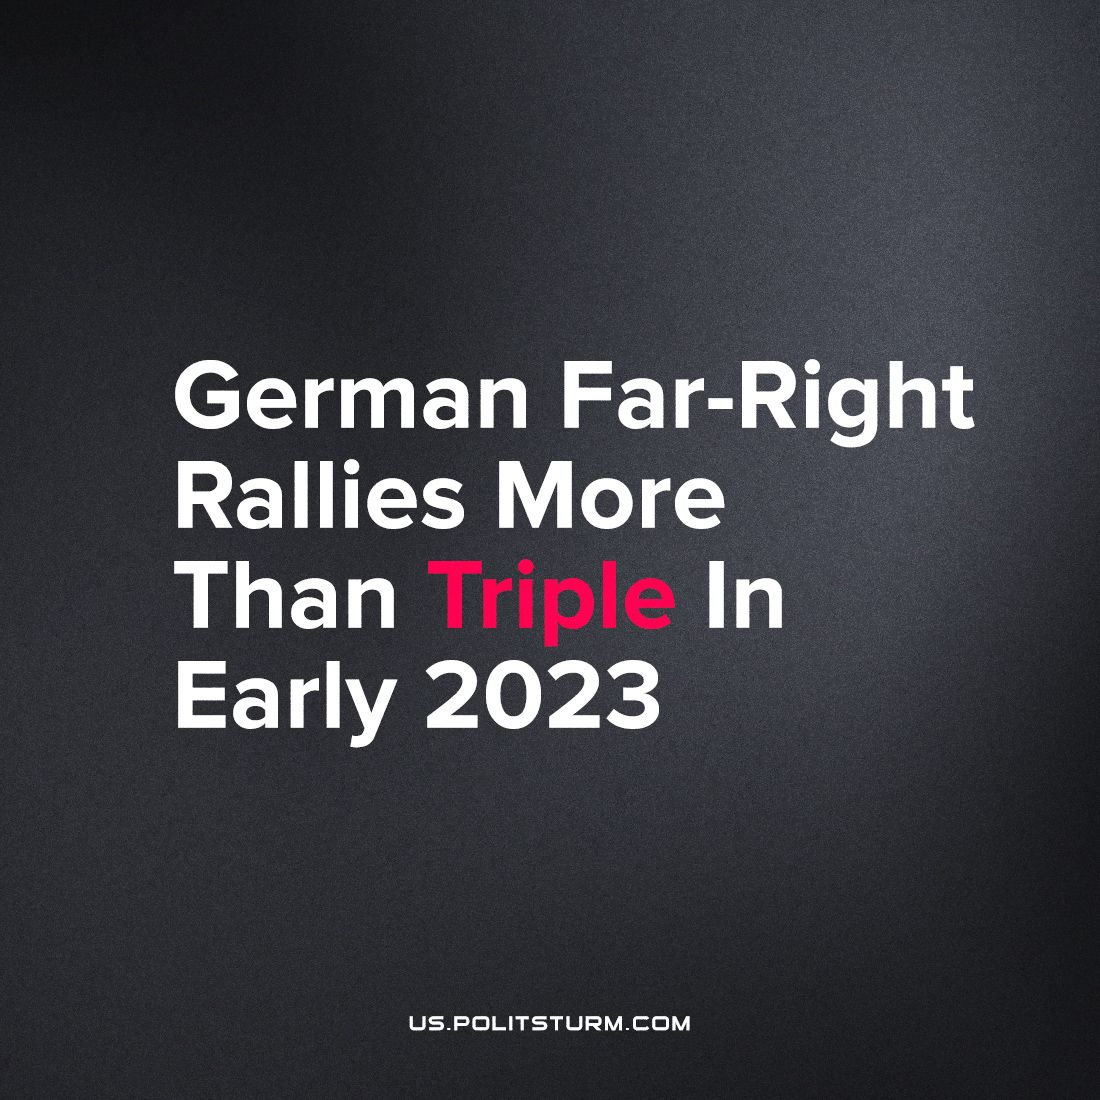 German Far-Right
Rallies More
Than Triple In
Early 2023
US.POLITSTURM.COM